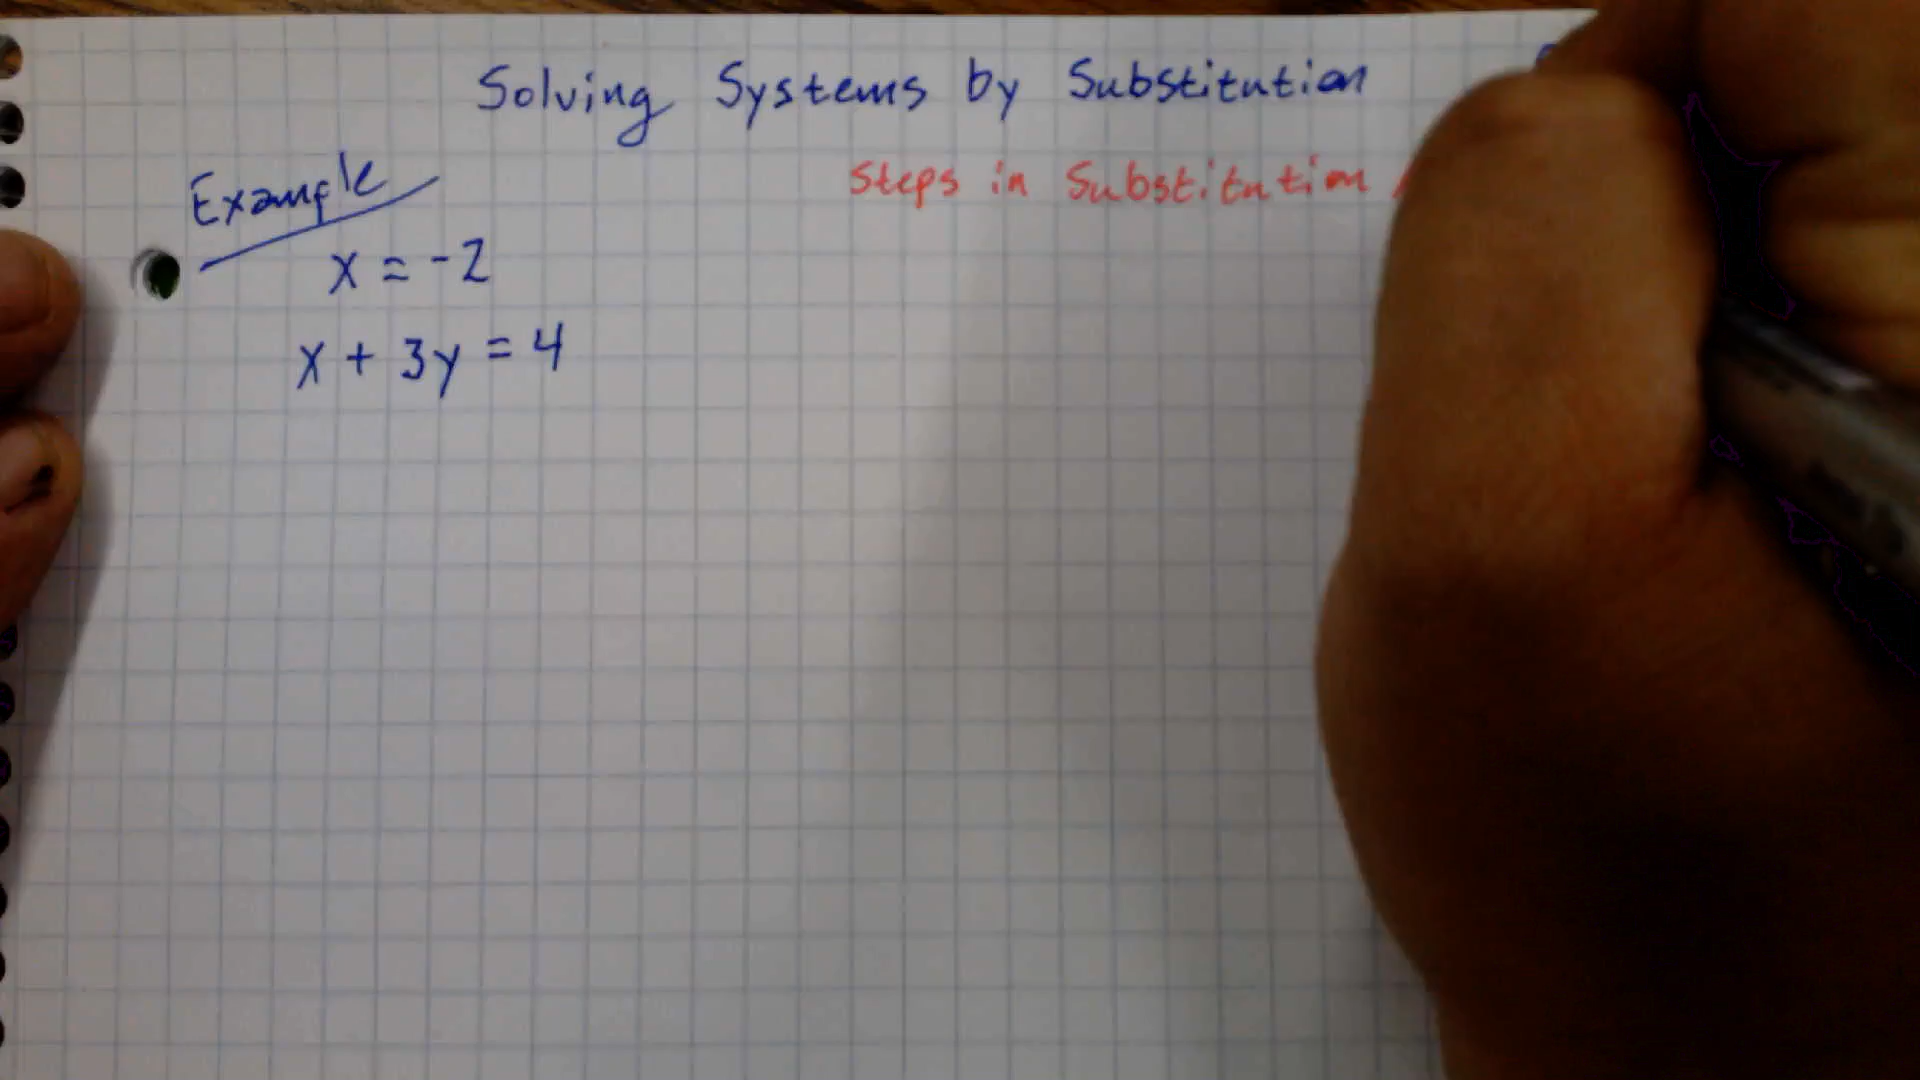 Solving Systems by Substitution
Example
Steps in Substitution
x = -2
x + 3y = 4